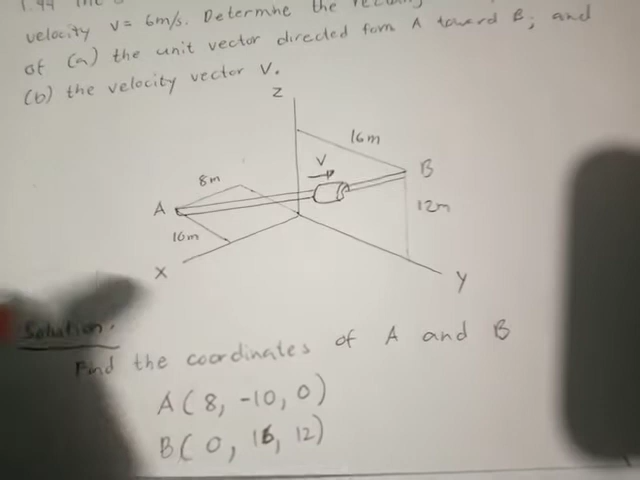 velocity V = 6m/s. Determine the
of (a) the unit vector directed form A toward B; and
(b) the velocity vector V.
Z
16m
V
B
8m
A
12m
10m
X
Y
Solution.
Find the coordinates of A and B
A(8, -10, 0)
B(0, 16, 12)